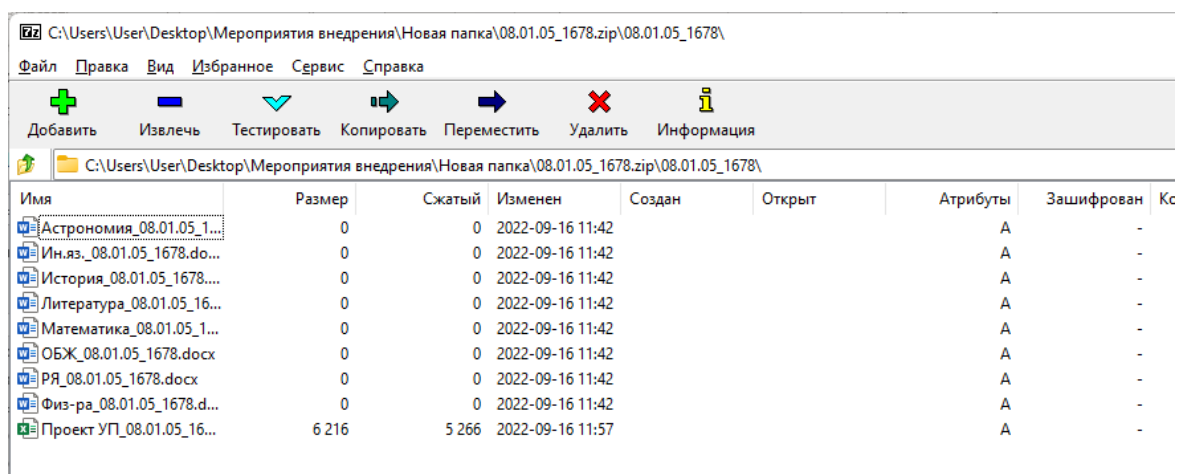 C:\Users\User\Desktop\Мероприятия внедрения\Новая папка\08.01.05_1678.zip\08.01.05_1678\
Файл Правка Вид Избранное Сервис Справка
Добавить Извлечь Тестировать Копировать Переместить Удалить Информация
C:\Users\User\Desktop\Мероприятия внедрения\Новая папка\08.01.05_1678.zip\08.01.05_1678\
Имя Размер Сжатый Изменен Создан Открыт Атрибуты Зашифрован Ко
Астрономия_08.01.05_1... 0 0 2022-09-16 11:42 A -
Ин.яз._08.01.05_1678.do... 0 0 2022-09-16 11:42 A -
История_08.01.05_1678.... 0 0 2022-09-16 11:42 A -
Литература_08.01.05_16... 0 0 2022-09-16 11:42 A -
Математика_08.01.05_1... 0 0 2022-09-16 11:42 A -
ОБЖ_08.01.05_1678.docx 0 0 2022-09-16 11:42 A -
РЯ_08.01.05_1678.docx 0 0 2022-09-16 11:42 A -
Физ-ра_08.01.05_1678.d... 0 0 2022-09-16 11:42 A -
Проект УП_08.01.05_16... 6 216 5 266 2022-09-16 11:57 A -